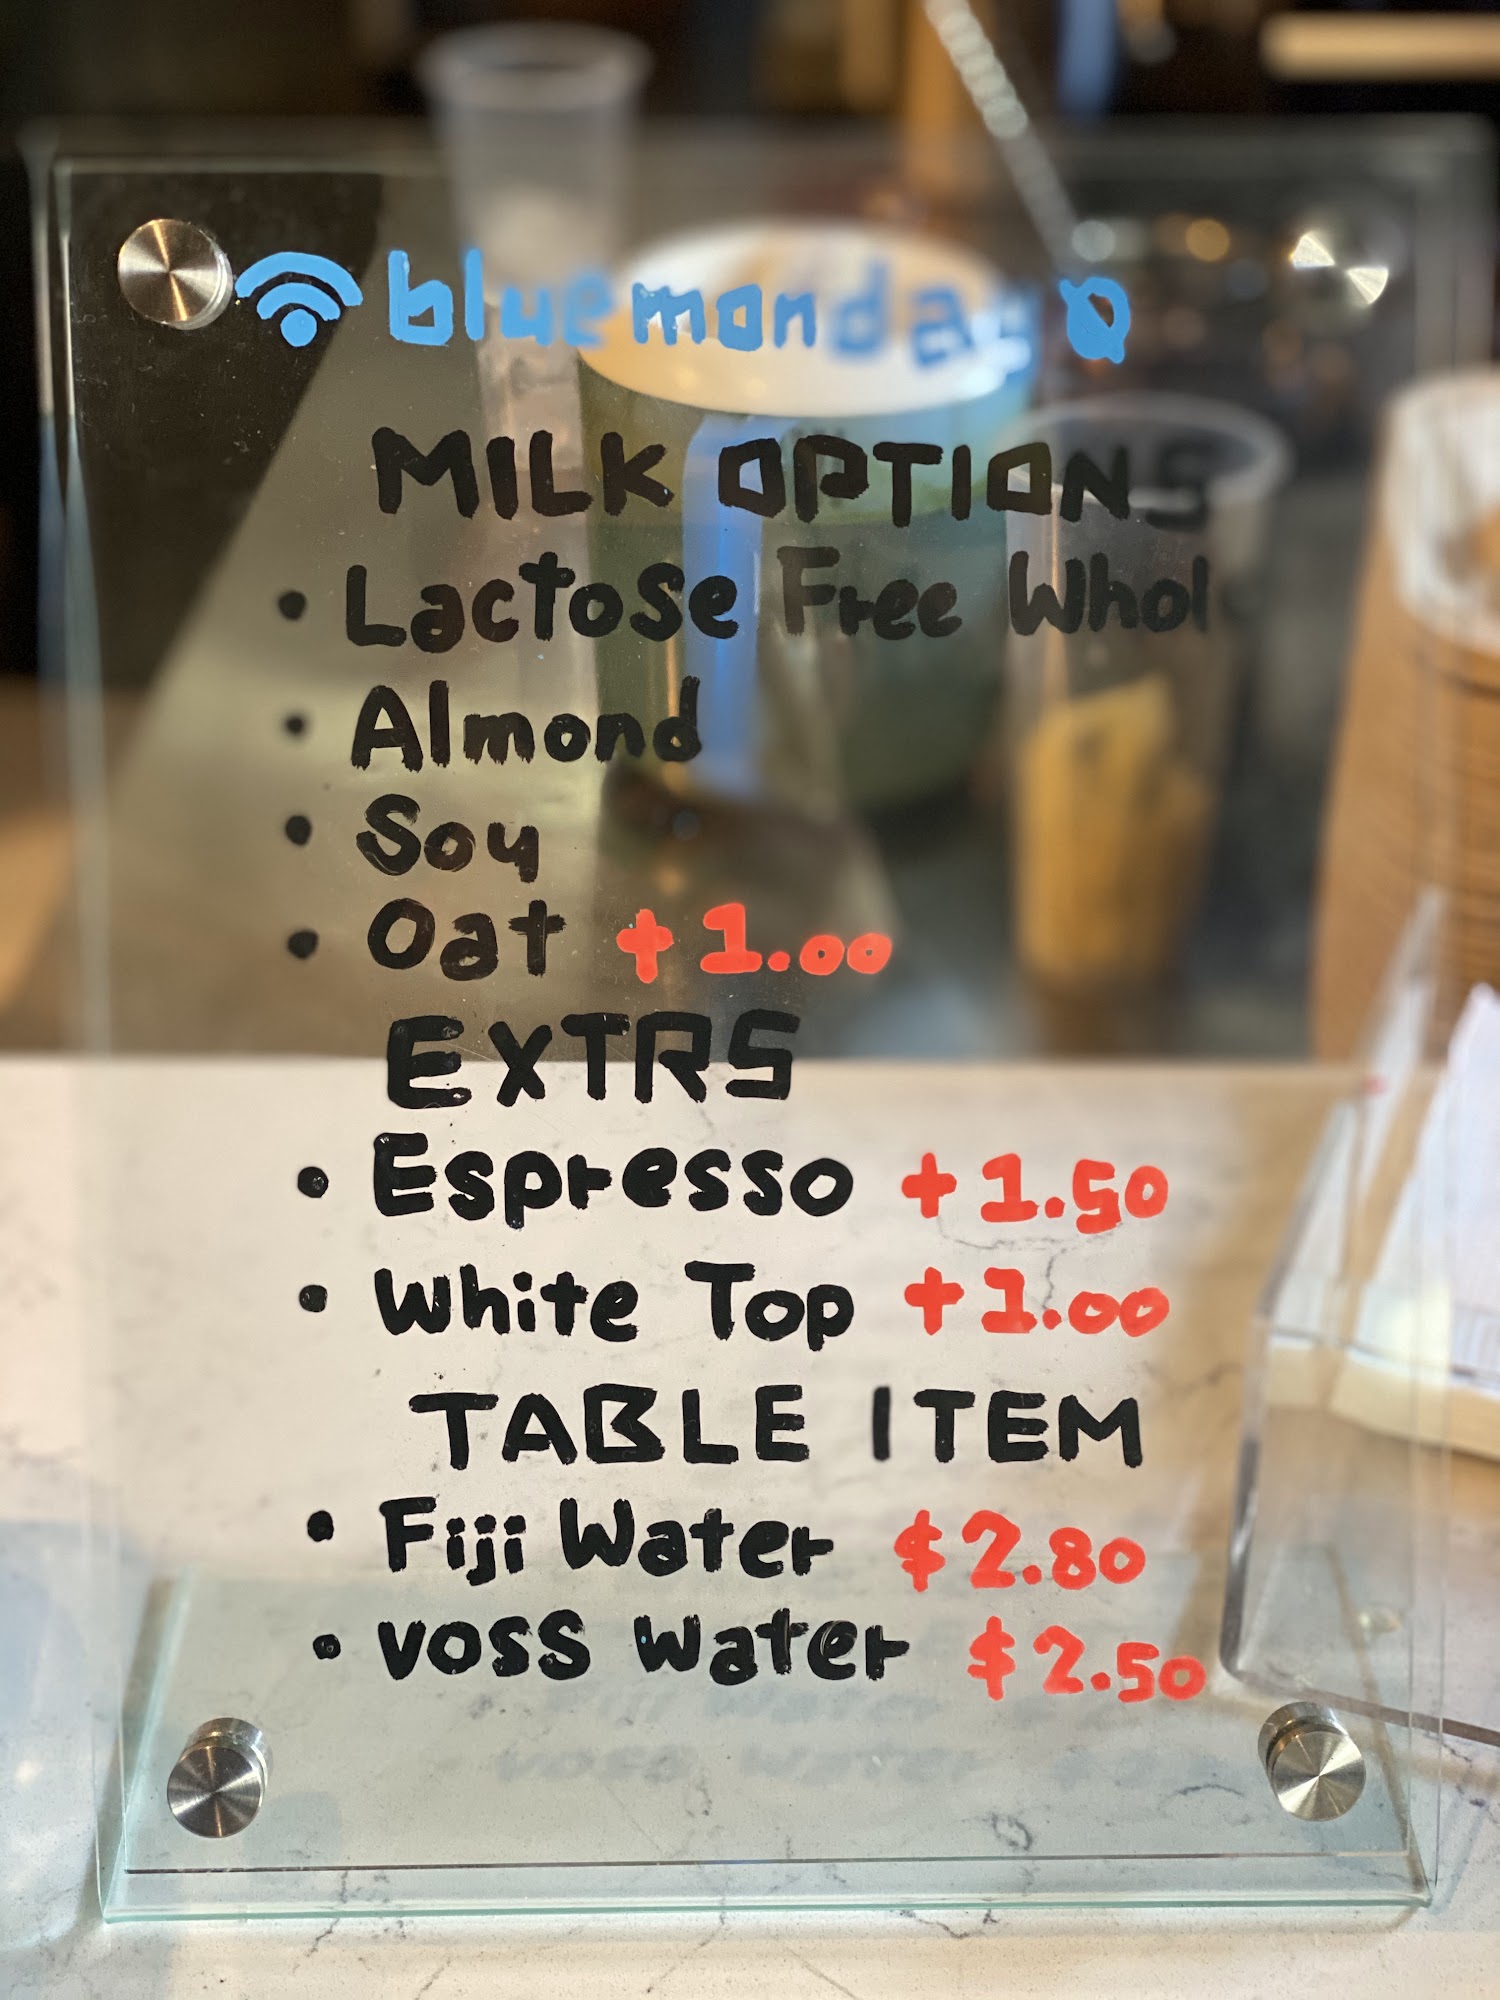 bluemonday
MILK OPTIONS
• Lactose Free Whol
• Almond
• Soy
• Oat +1.00
EXTRS
• Espresso +1.50
• White Top +1.00
TABLE ITEM
• Fiji Water $2.80
• VOSS Water $2.50